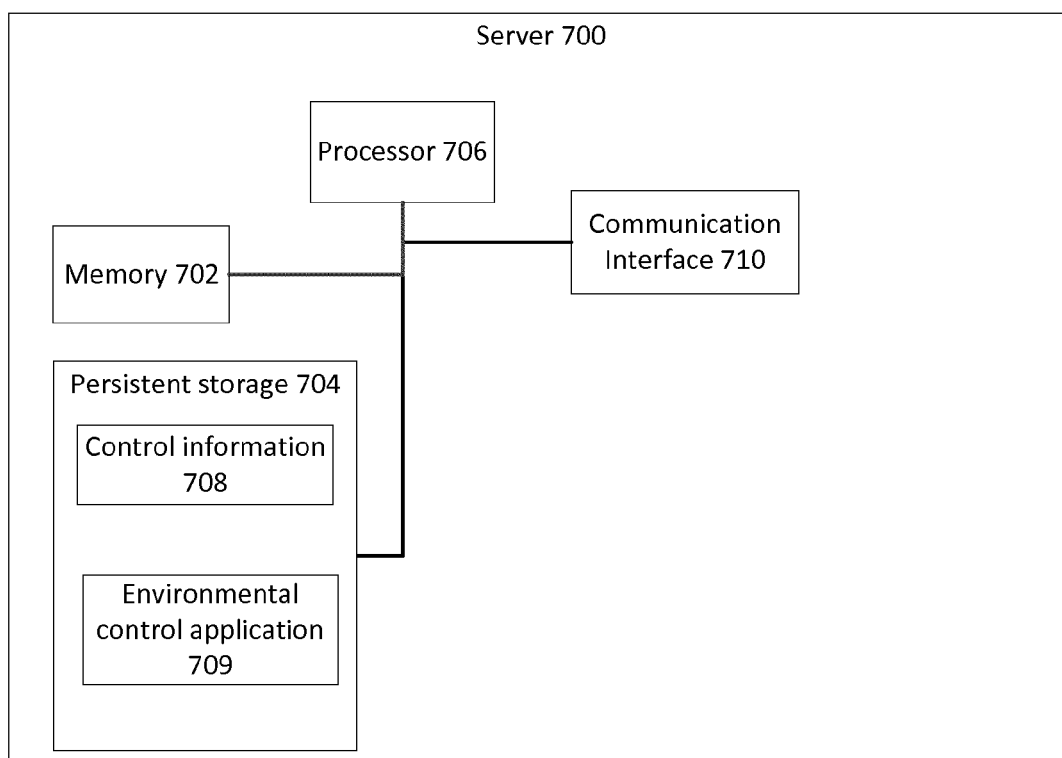 Server 700
Processor 706
Communication
Interface 710
Memory 702
Persistent storage 704
Control information
708
Environmental
control application
709